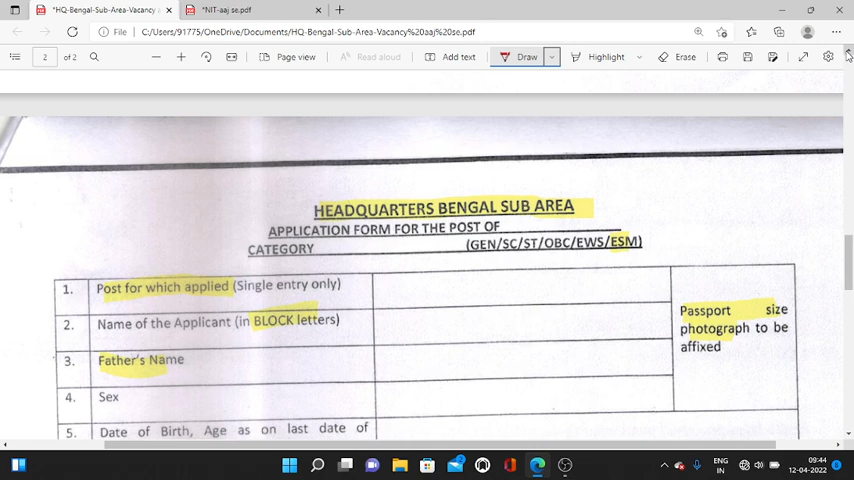 *HQ-Bengal-Sub-Area-Vacancy
*NIT-aaj se.pdf
File
C:/Users/91775/OneDrive/Documents/HQ-Bengal-Sub-Area-Vacancy%20aaj%20se.pdf
2 of 2
Page view
Read aloud
Add text
Draw
Highlight
Erase
HEADQUARTERS BENGAL SUB AREA
APPLICATION FORM FOR THE POST OF
CATEGORY (GEN/SC/ST/OBC/EWS/ESM)
1. Post for which applied (Single entry only)
2. Name of the Applicant (in BLOCK letters)
Passport size
photograph to be
affixed
3. Father's Name
4. Sex
5. Date of Birth, Age as on last date of
ENG
IN
09:44
12-04-2022